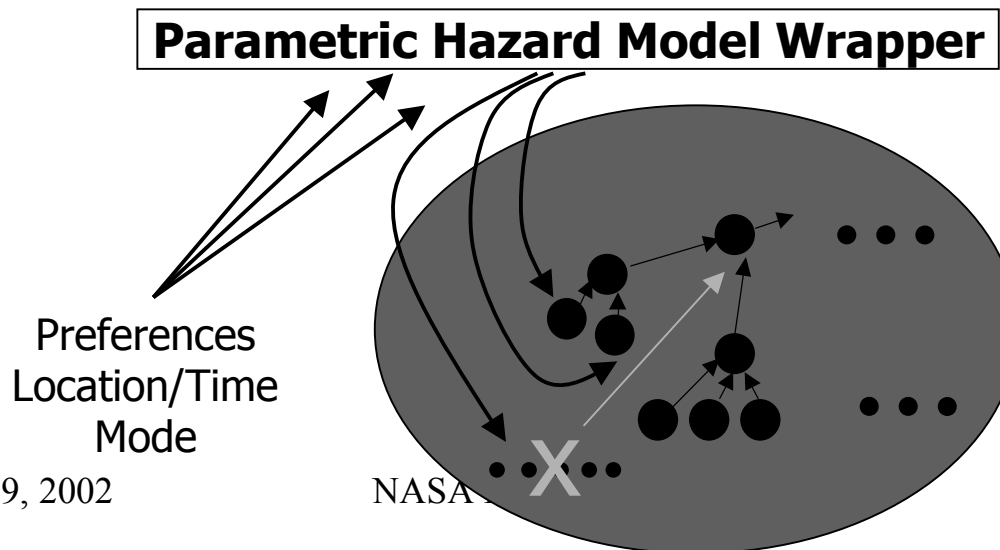 Parametric Hazard Model Wrapper
Preferences
Location/Time
Mode
X
9, 2002
NASA